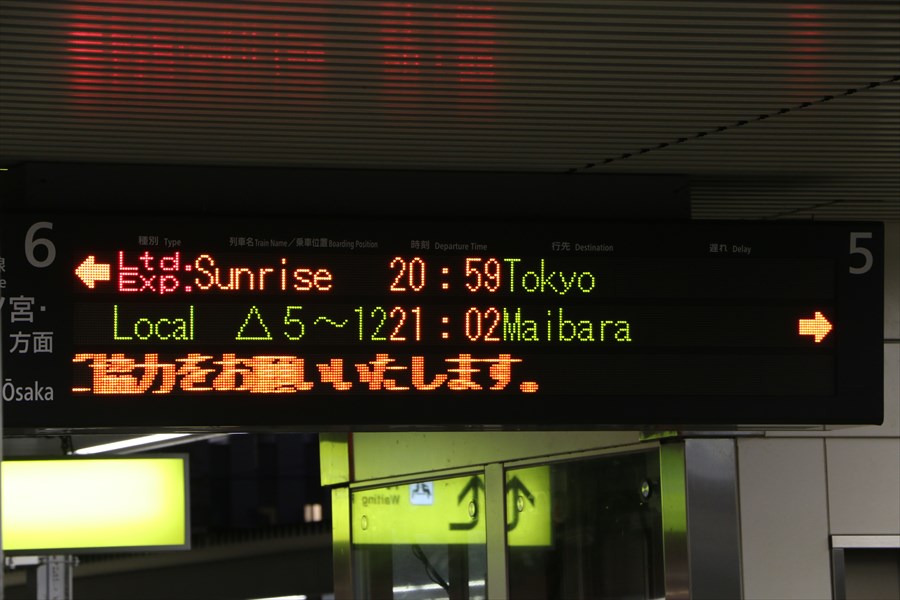 6 5
種別 Type 列車名 Train Name／乗車位置 Boarding Position 時刻 Departure Time 行先 Destination 遅れ Delay
← Ltd. Exp. Sunrise 20:59 Tokyo
Local △5～12 21:02 Maibara →
ご協力をお願いいたします。
宮・
方面
Ōsaka
Waiting